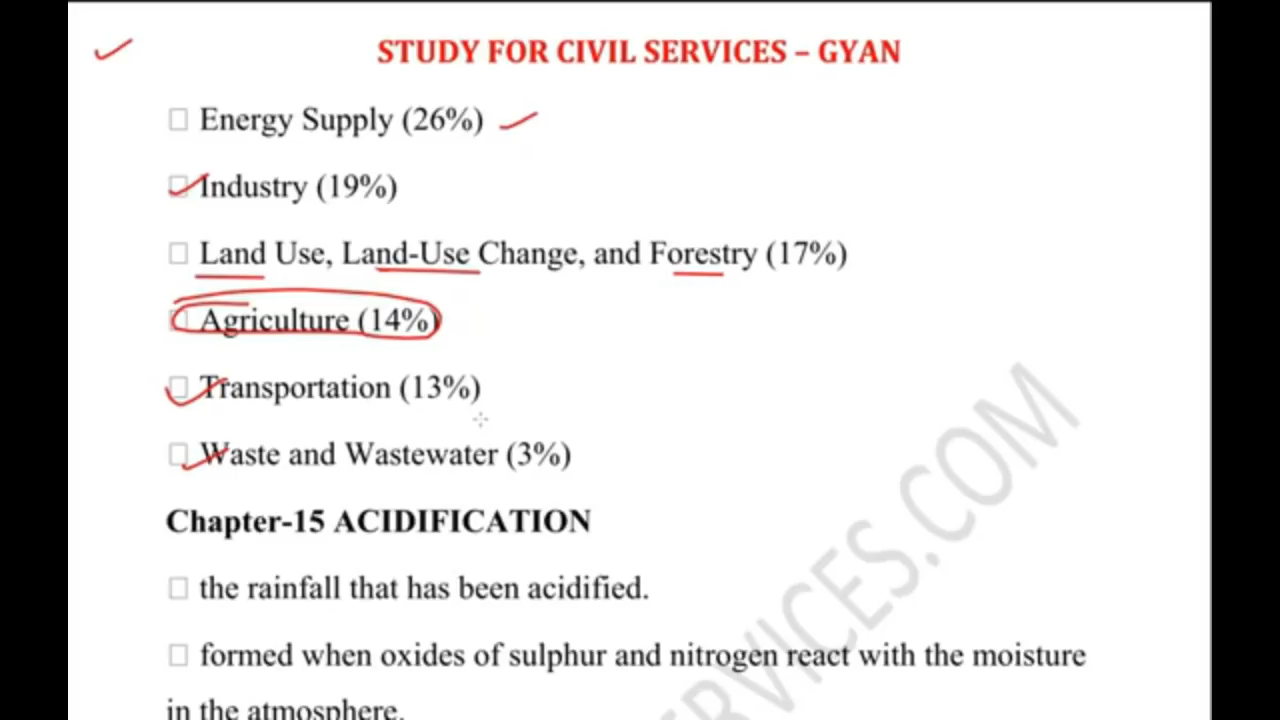 STUDY FOR CIVIL SERVICES – GYAN
Energy Supply (26%)
Industry (19%)
Land Use, Land-Use Change, and Forestry (17%)
Agriculture (14%)
Transportation (13%)
Waste and Wastewater (3%)
Chapter-15 ACIDIFICATION
the rainfall that has been acidified.
formed when oxides of sulphur and nitrogen react with the moisture
in the atmosphere.
RVICES.COM